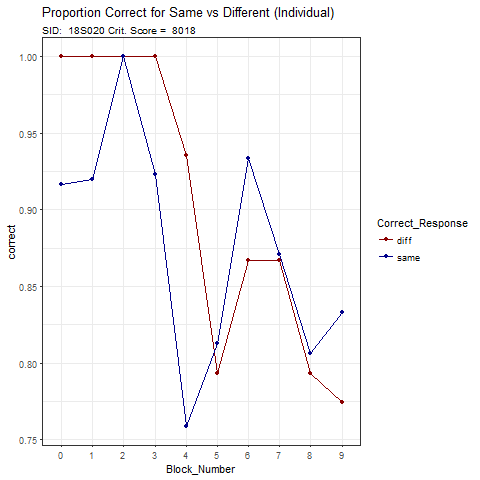 Proportion Correct for Same vs Different (Individual)
SID:  18S020 Crit. Score =  8018
1.00
0.95
0.90
0.85
0.80
0.75
correct
0 1 2 3 4 5 6 7 8 9
Block_Number
Correct_Response
diff
same